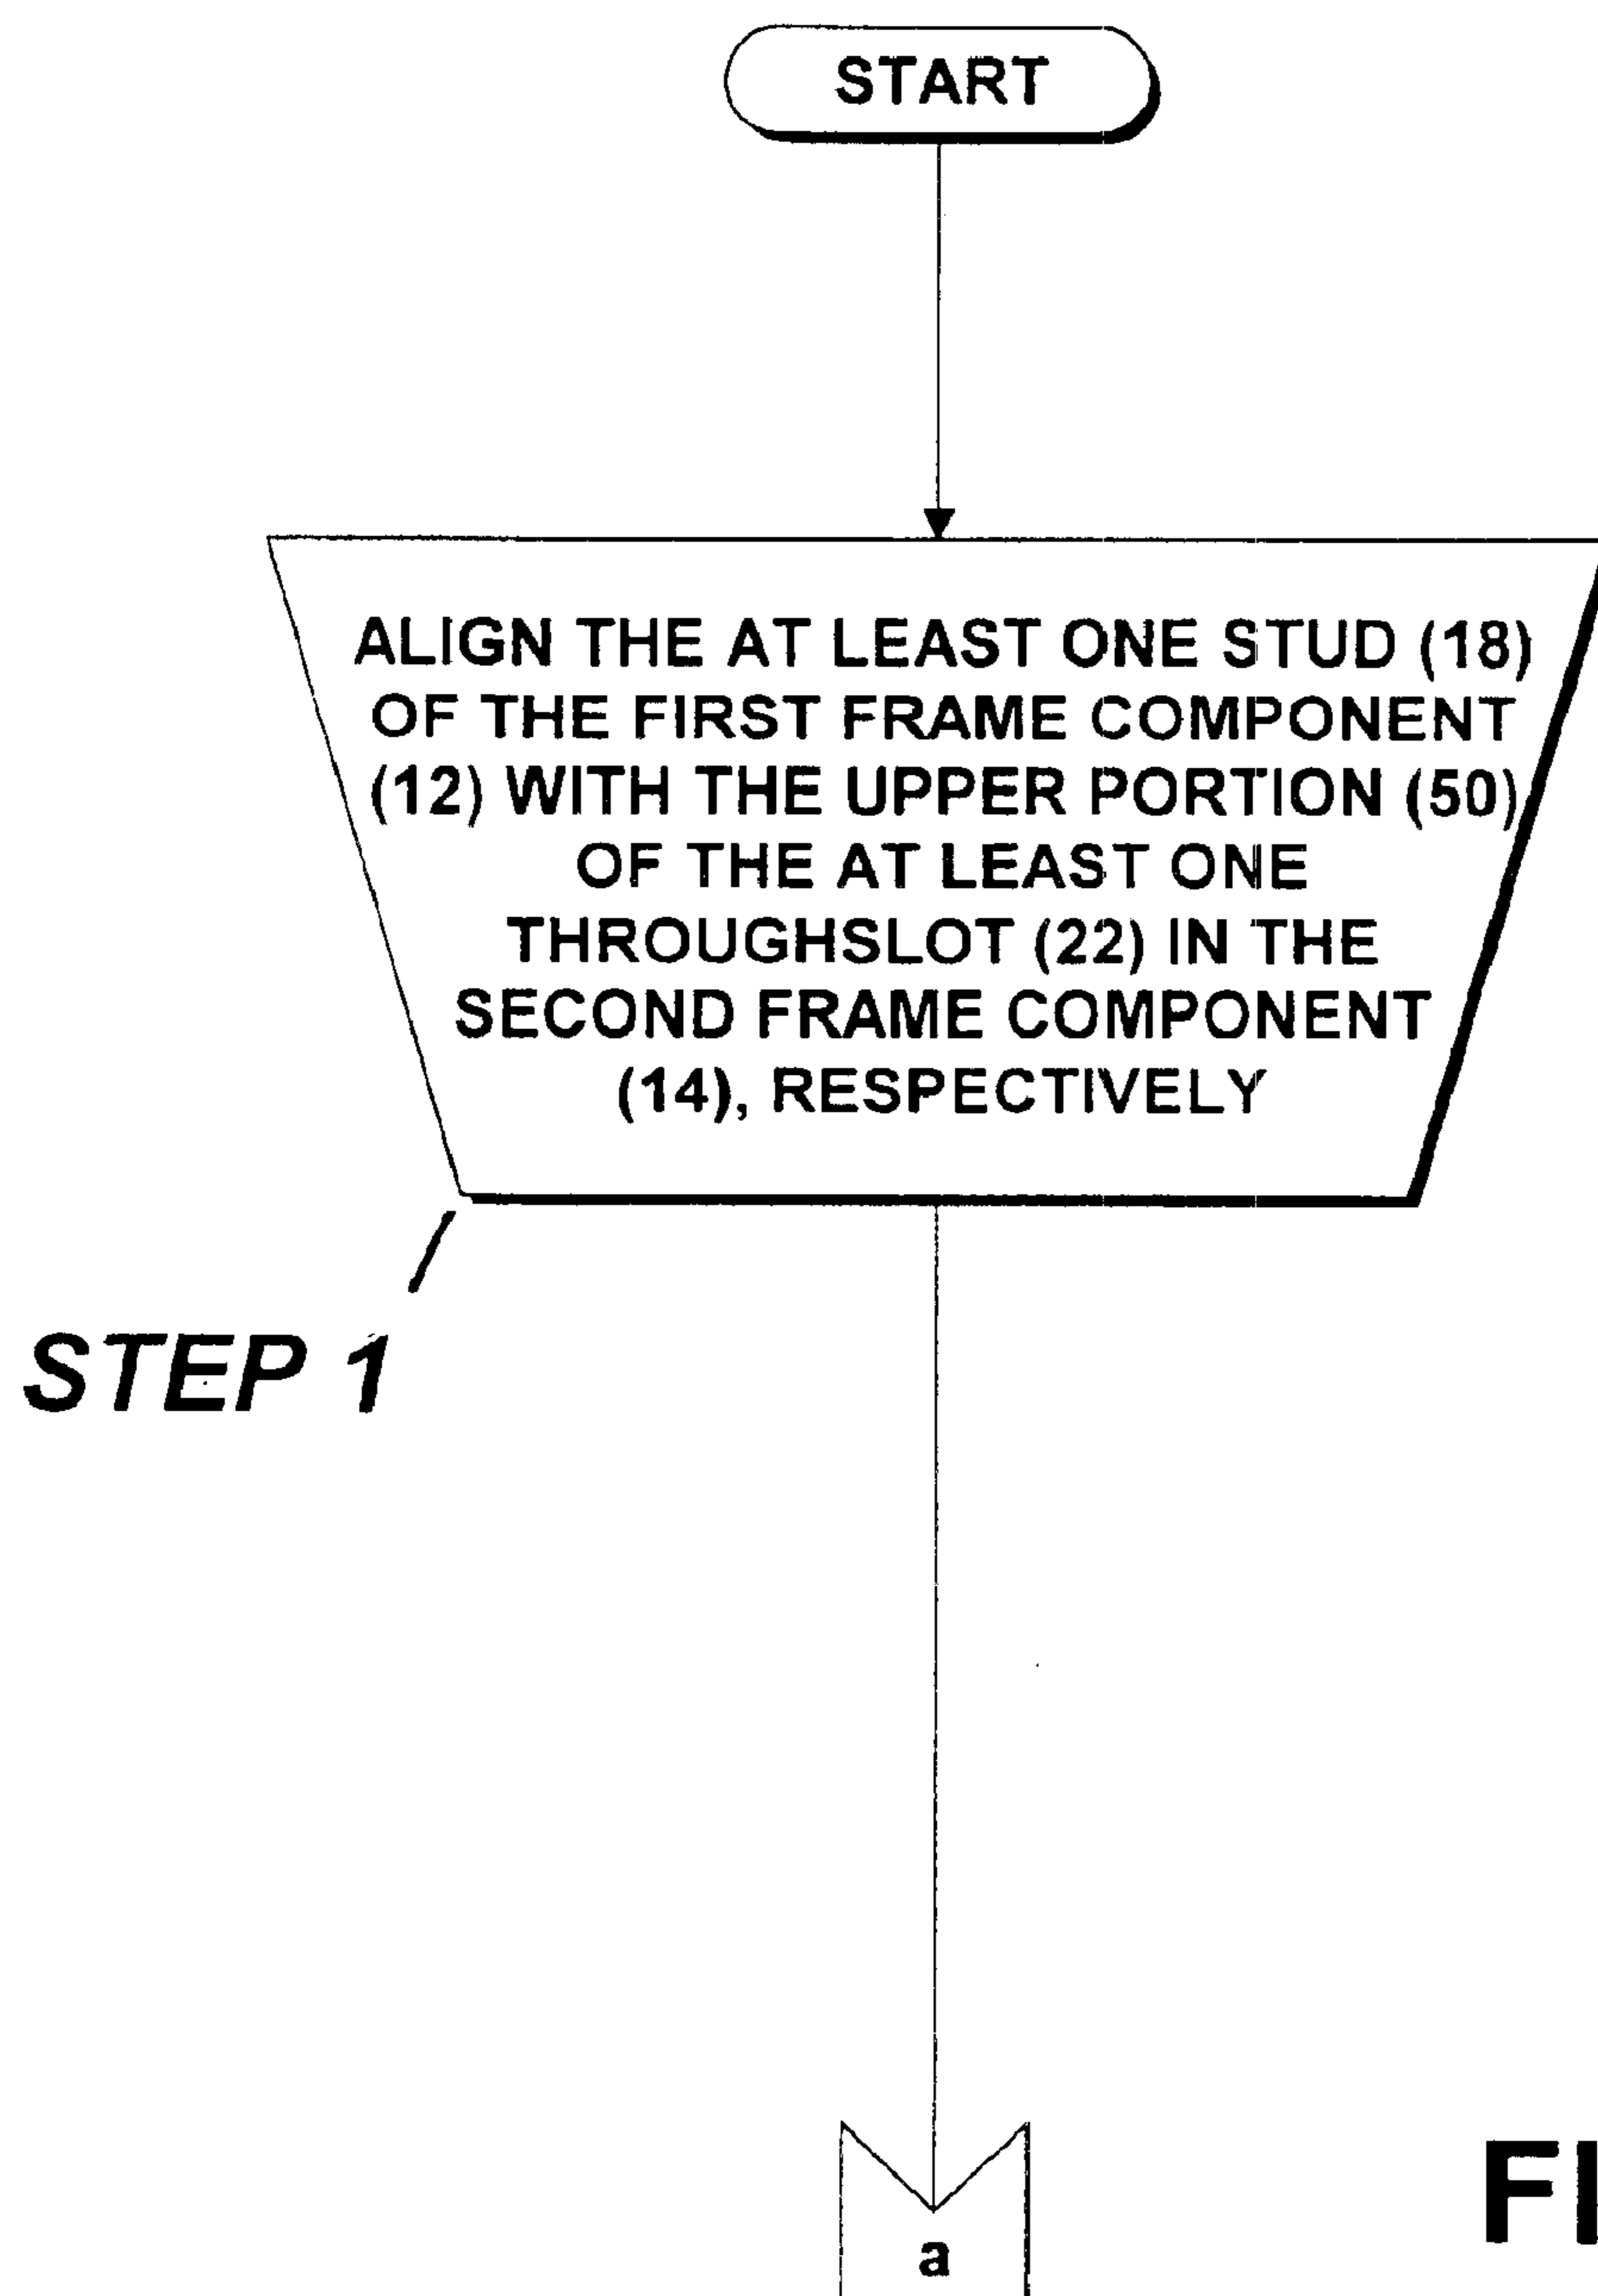 START
ALIGN THE AT LEAST ONE STUD (18)
OF THE FIRST FRAME COMPONENT
(12) WITH THE UPPER PORTION (50)
OF THE AT LEAST ONE
THROUGHSLOT (22) IN THE
SECOND FRAME COMPONENT
(14), RESPECTIVELY
STEP 1
a